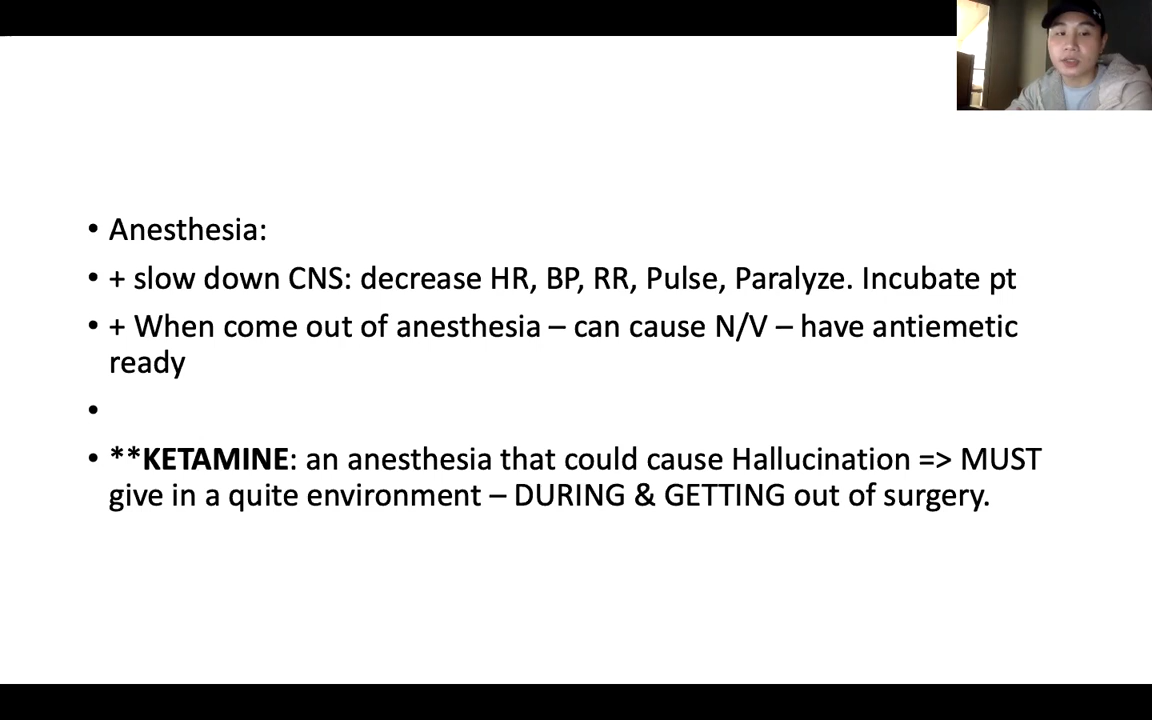 • Anesthesia:
• + slow down CNS: decrease HR, BP, RR, Pulse, Paralyze. Incubate pt
• + When come out of anesthesia – can cause N/V – have antiemetic
ready
•
• **KETAMINE: an anesthesia that could cause Hallucination => MUST
give in a quite environment – DURING & GETTING out of surgery.